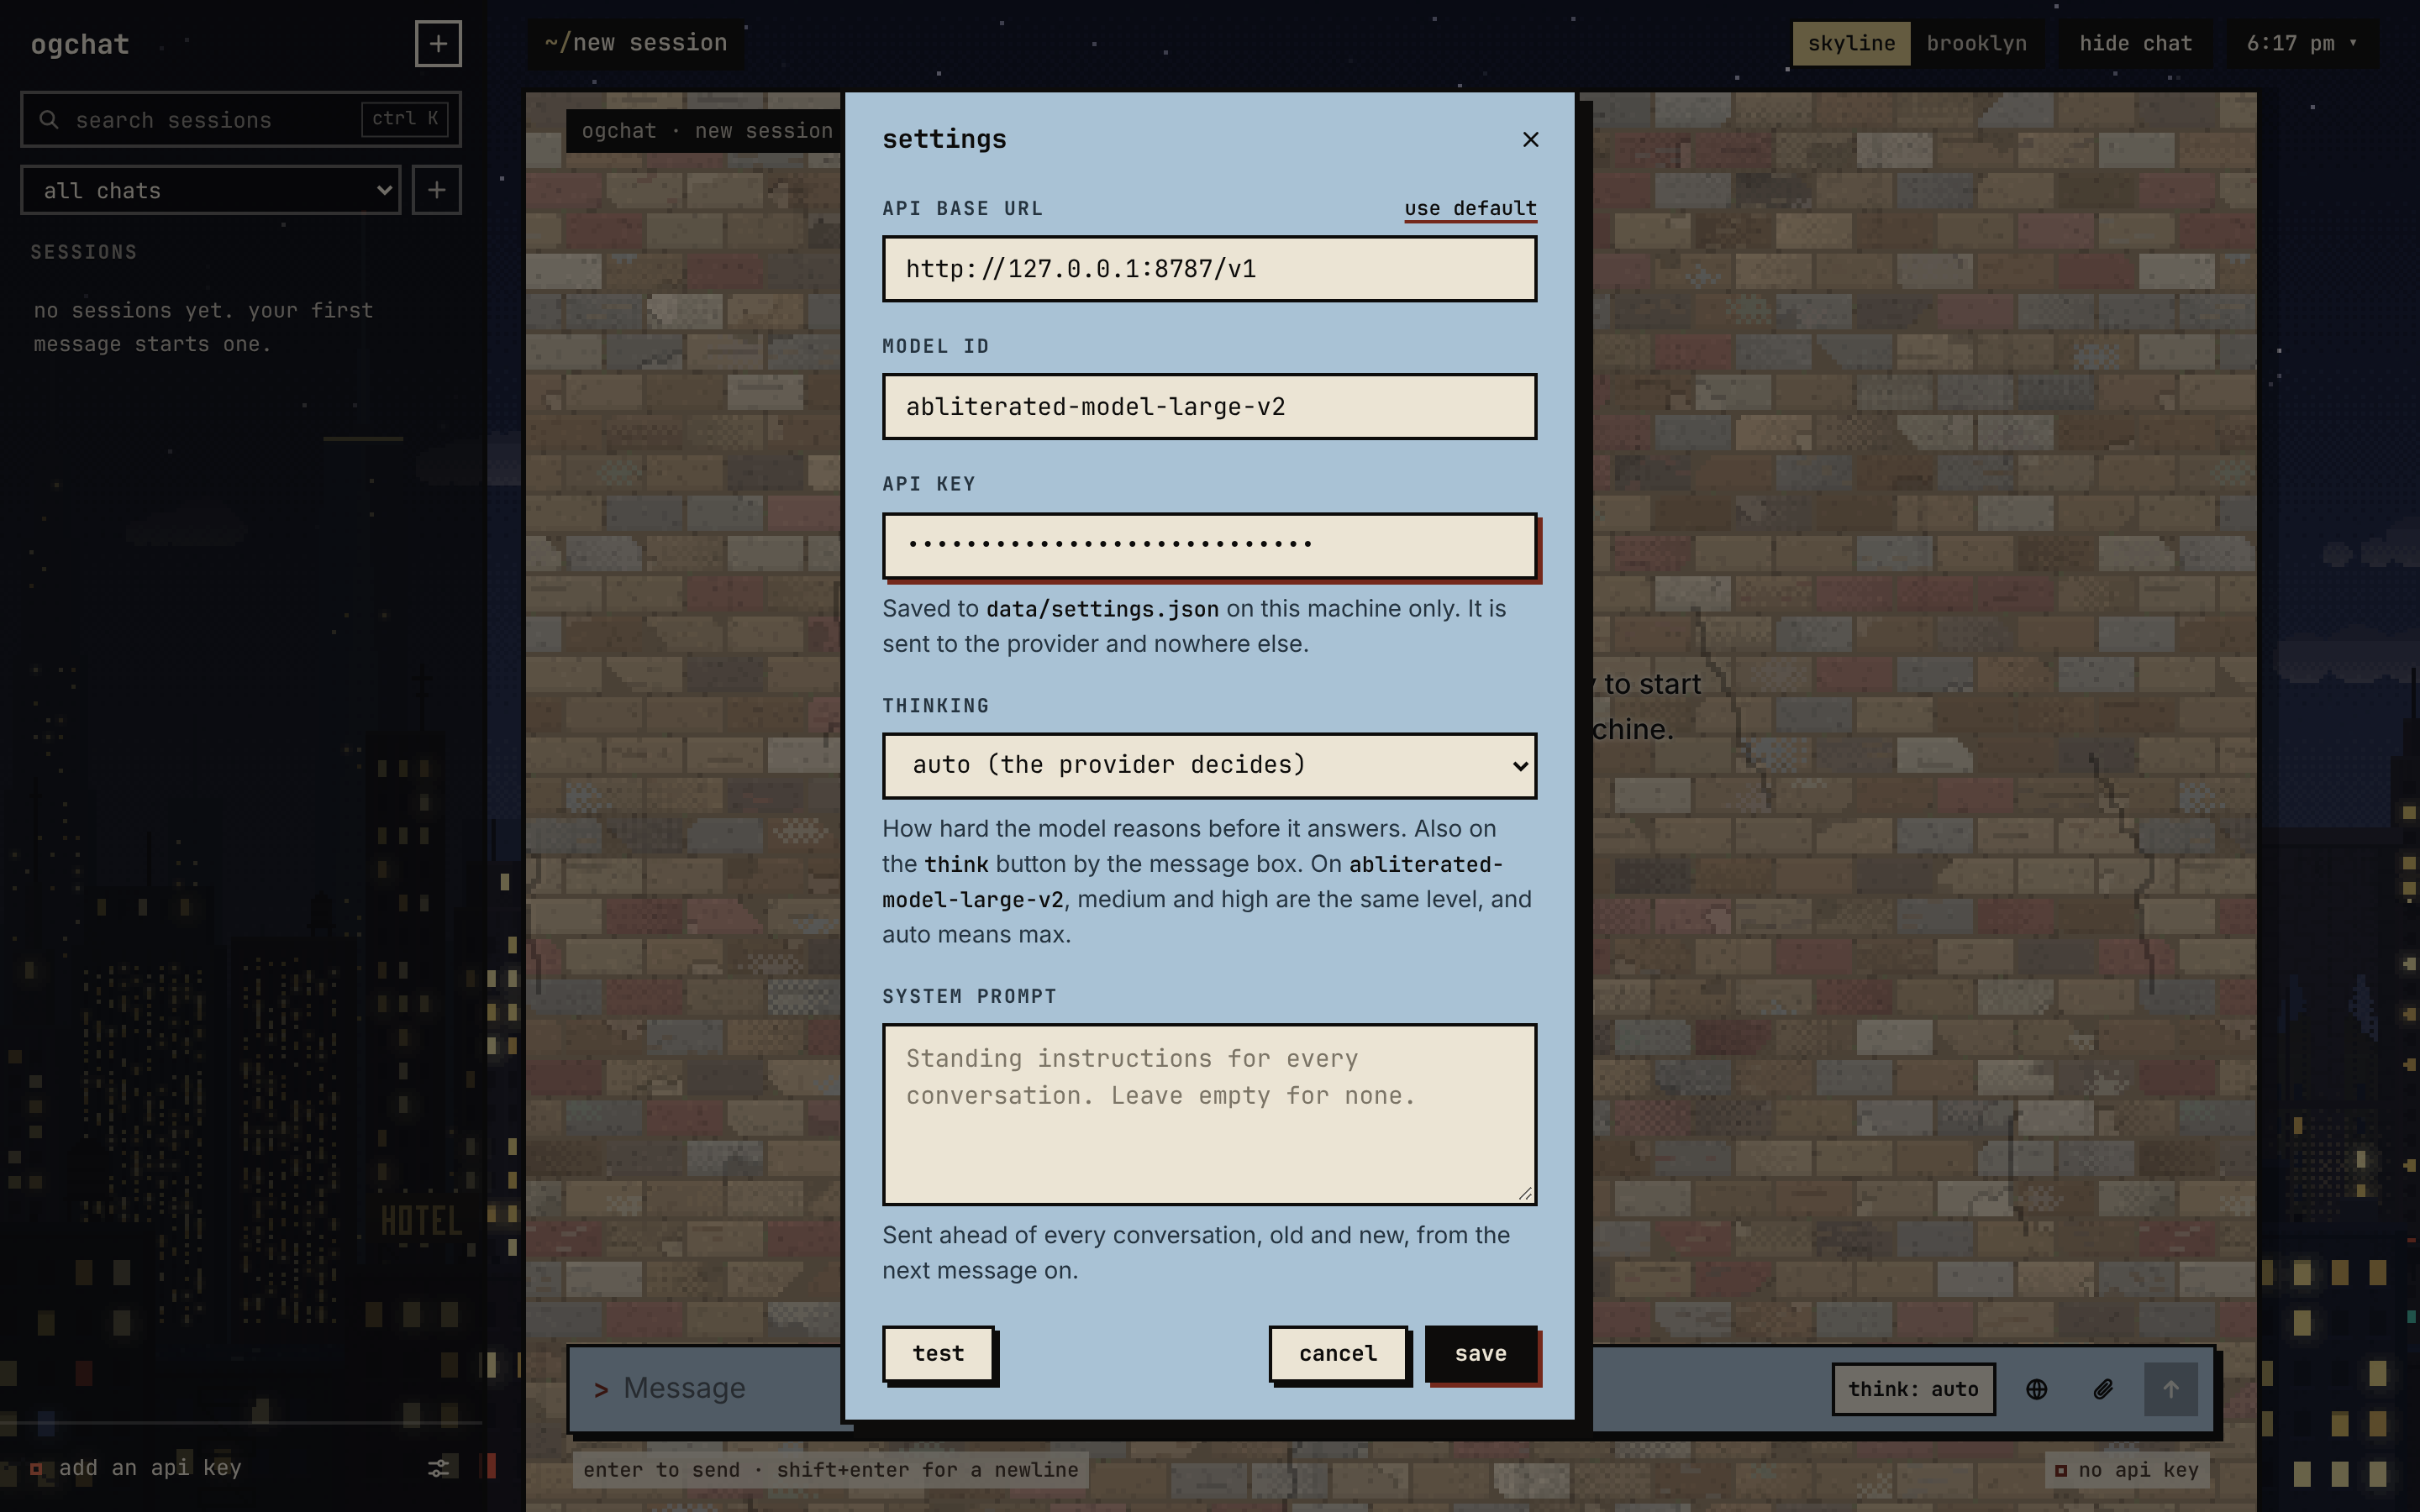 ogchat
search sessions
ctrl K
all chats
SESSIONS
no sessions yet. your first
message starts one.
HOTEL
add an api key
~/new session
skyline
brooklyn
hide chat
6:17 pm
ogchat · new session
to start
chine.
settings
API BASE URL
use default
http://127.0.0.1:8787/v1
MODEL ID
abliterated-model-large-v2
API KEY
Saved to data/settings.json on this machine only. It is
sent to the provider and nowhere else.
THINKING
auto (the provider decides)
How hard the model reasons before it answers. Also on
the think button by the message box. On abliterated-
model-large-v2, medium and high are the same level, and
auto means max.
SYSTEM PROMPT
Standing instructions for every
conversation. Leave empty for none.
Sent ahead of every conversation, old and new, from the
next message on.
test
cancel
save
> Message
think: auto
enter to send · shift+enter for a newline
no api key